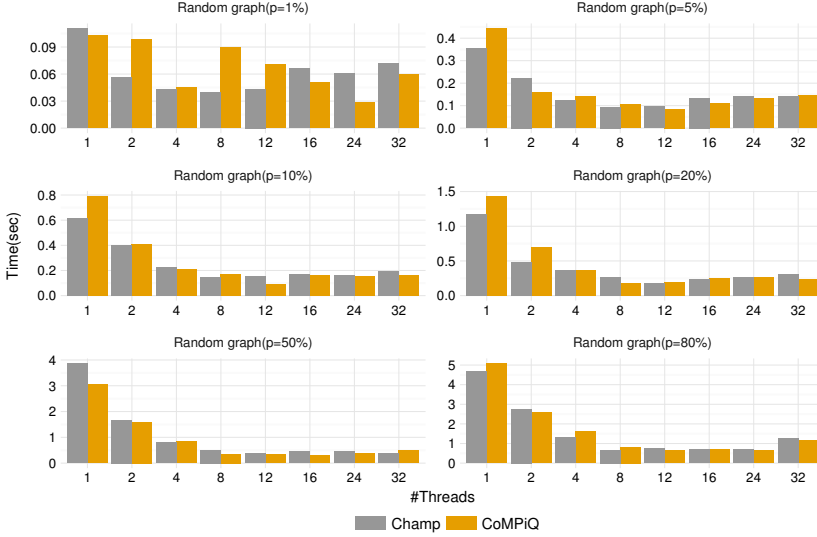 Random graph(p=1%)
Random graph(p=5%)
0.09
0.06
0.03
0.00
1 2 4 8 12 16 24 32
0.4
0.3
0.2
0.1
0.0
1 2 4 8 12 16 24 32
Random graph(p=10%)
Random graph(p=20%)
Time(sec)
0.8
0.6
0.4
0.2
0.0
1 2 4 8 12 16 24 32
1.5
1.0
0.5
0.0
1 2 4 8 12 16 24 32
Random graph(p=50%)
Random graph(p=80%)
4
3
2
1
0
1 2 4 8 12 16 24 32
5
4
3
2
1
0
1 2 4 8 12 16 24 32
#Threads
Champ CoMPiQ